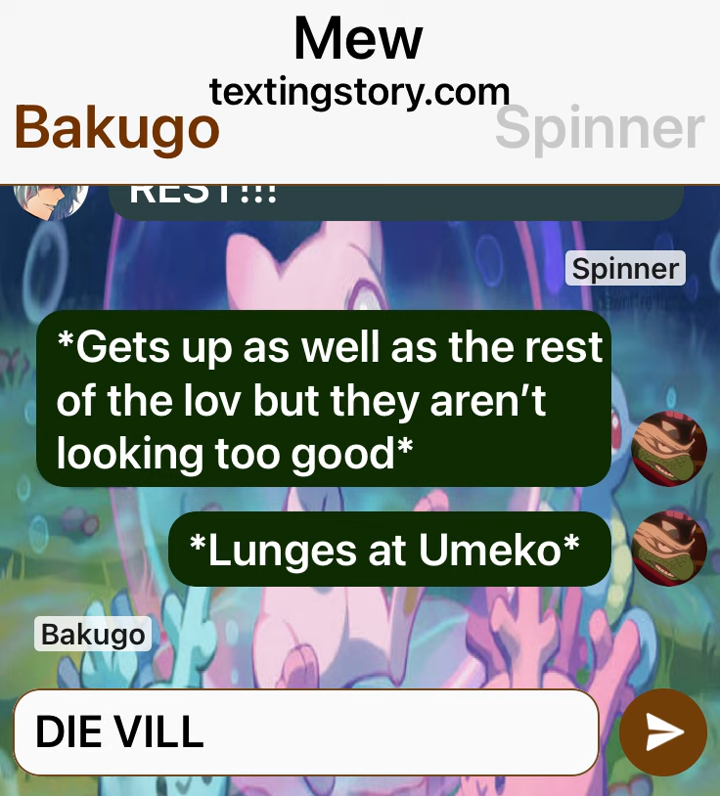 Mew
textingstory.com
Bakugo
Spinner
REST!!!
Spinner
*Gets up as well as the rest
of the lov but they aren’t
looking too good*
*Lunges at Umeko*
Bakugo
DIE VILL